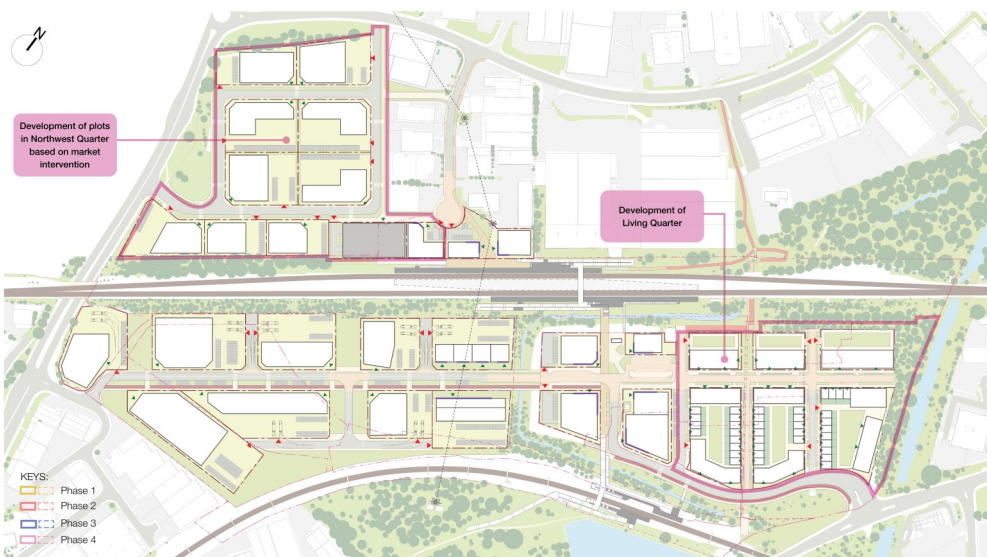 N
Development of plots
in Northwest Quarter
based on market
intervention
Development of
Living Quarter
KEYS:
Phase 1
Phase 2
Phase 3
Phase 4